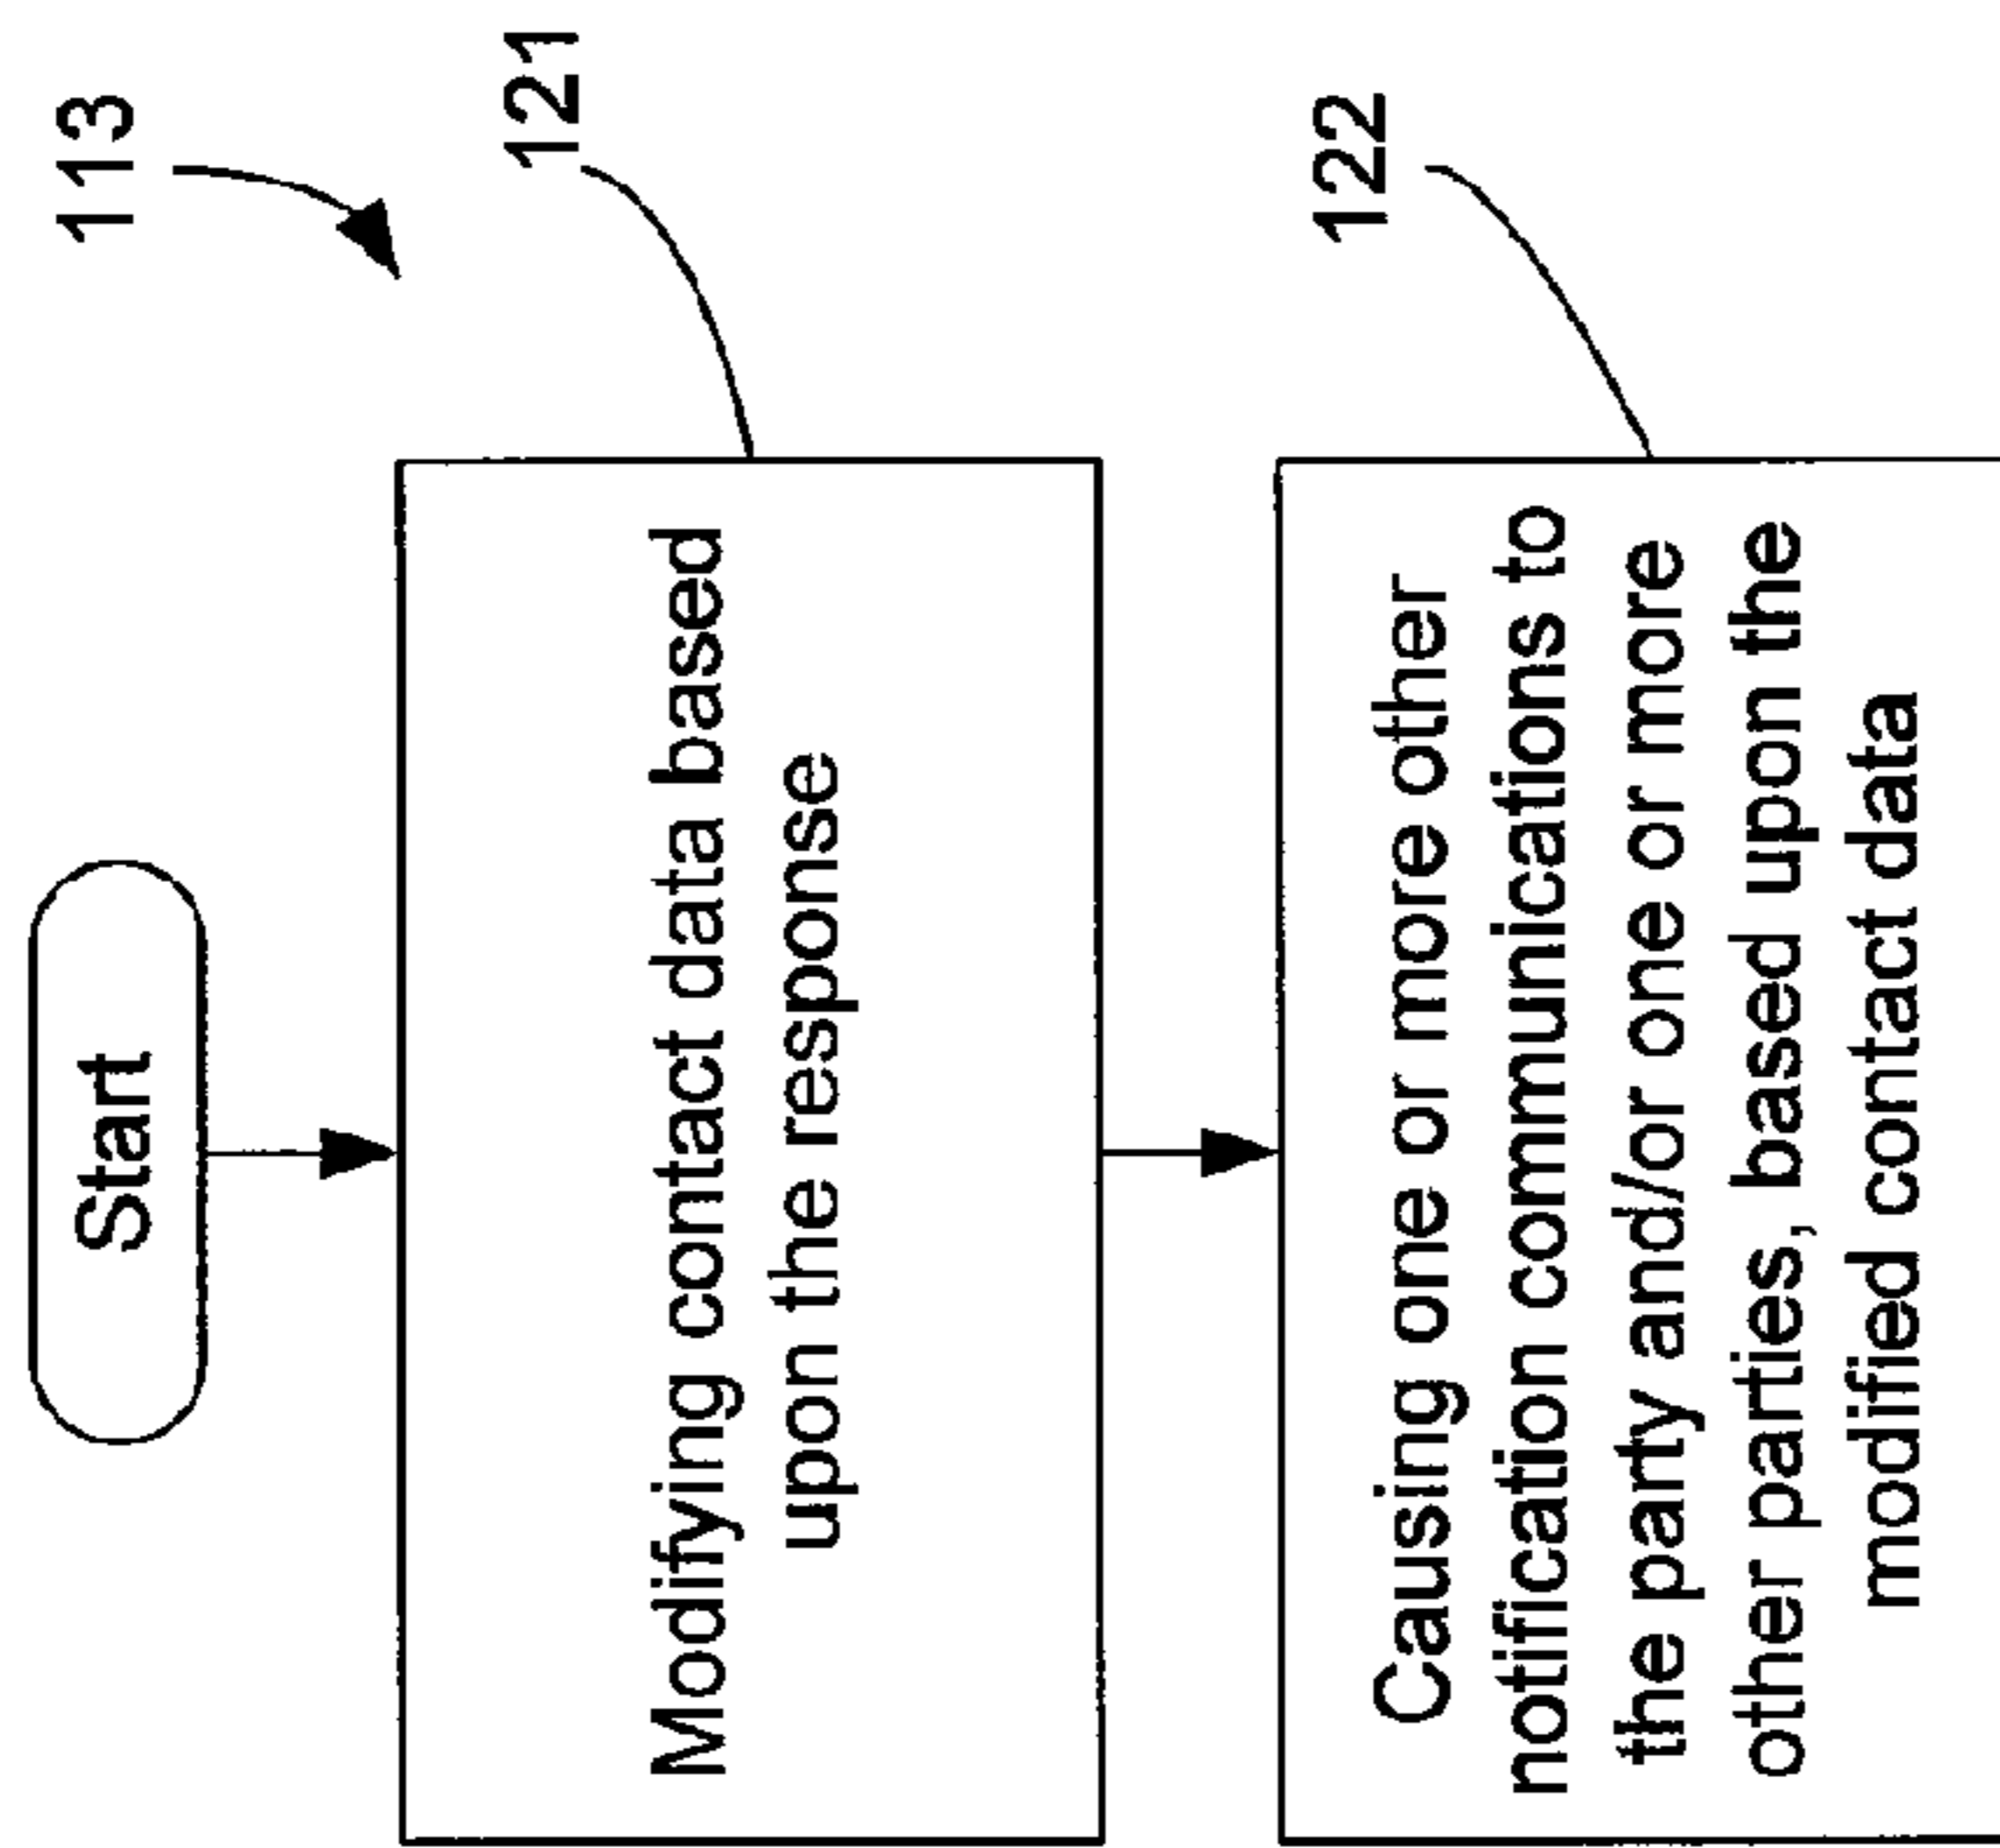 113
Start
121
Modifying contact data based
upon the response
122
Causing one or more other
notification communications to
the party and/or one or more
other parties, based upon the
modified contact data